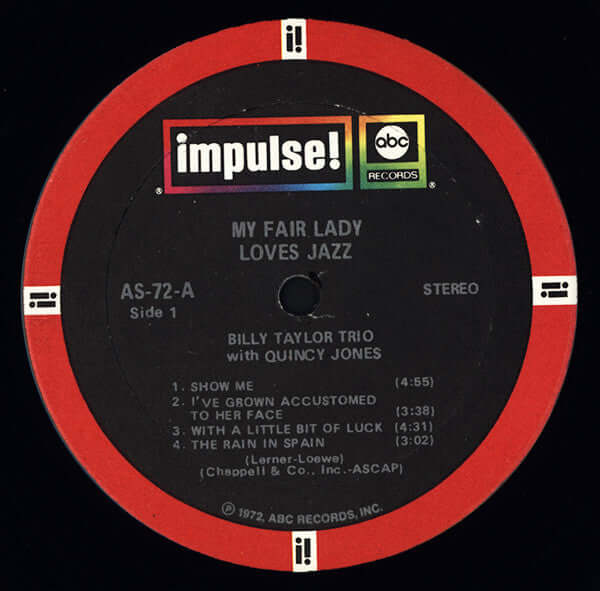 i!
impulse!
abc
RECORDS
®
®
MY FAIR LADY
LOVES JAZZ
AS-72-A
STEREO
Side 1
i!
i!
BILLY TAYLOR TRIO
with QUINCY JONES
1. SHOW ME (4:55)
2. I'VE GROWN ACCUSTOMED
TO HER FACE (3:38)
3. WITH A LITTLE BIT OF LUCK (4:31)
4. THE RAIN IN SPAIN (3:02)
(Lerner-Loewe)
(Chappell & Co., Inc.-ASCAP)
℗ 1972, ABC RECORDS, INC.
i!